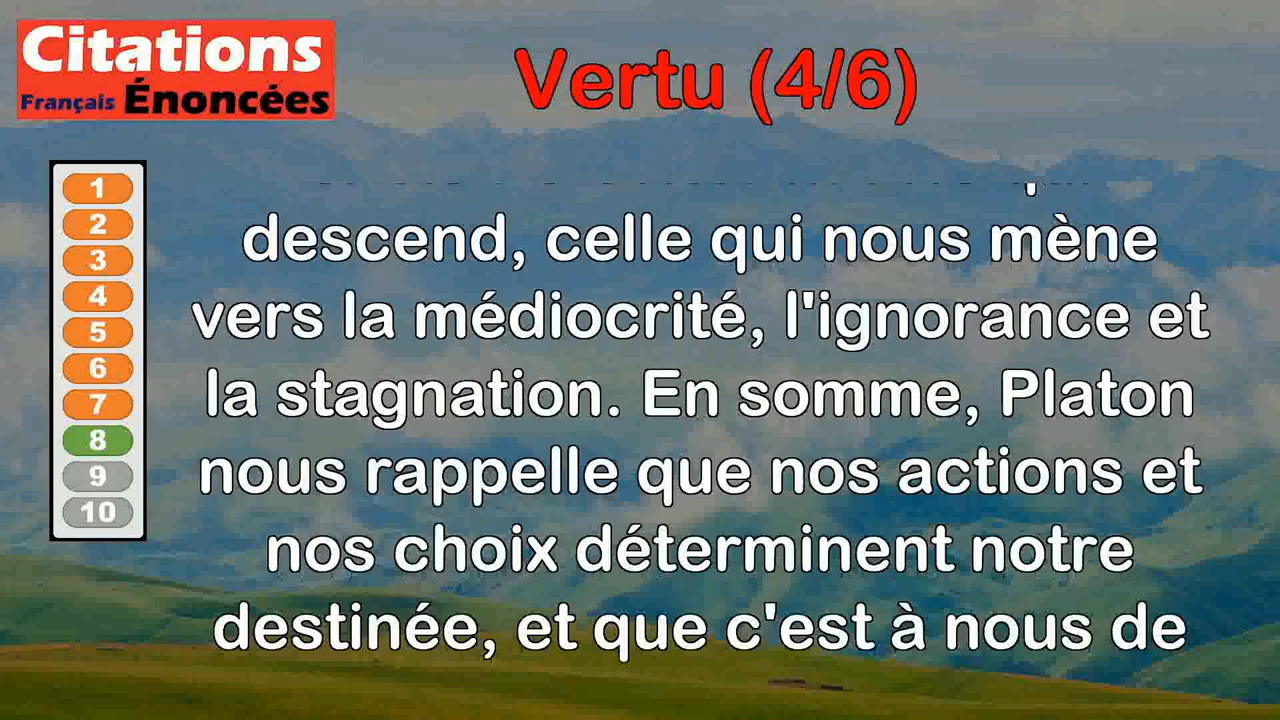 Citations
Français Énoncées
Vertu (4/6)
1
2
3
4
5
6
7
8
9
10
descend, celle qui nous mène
vers la médiocrité, l'ignorance et
la stagnation. En somme, Platon
nous rappelle que nos actions et
nos choix déterminent notre
destinée, et que c'est à nous de